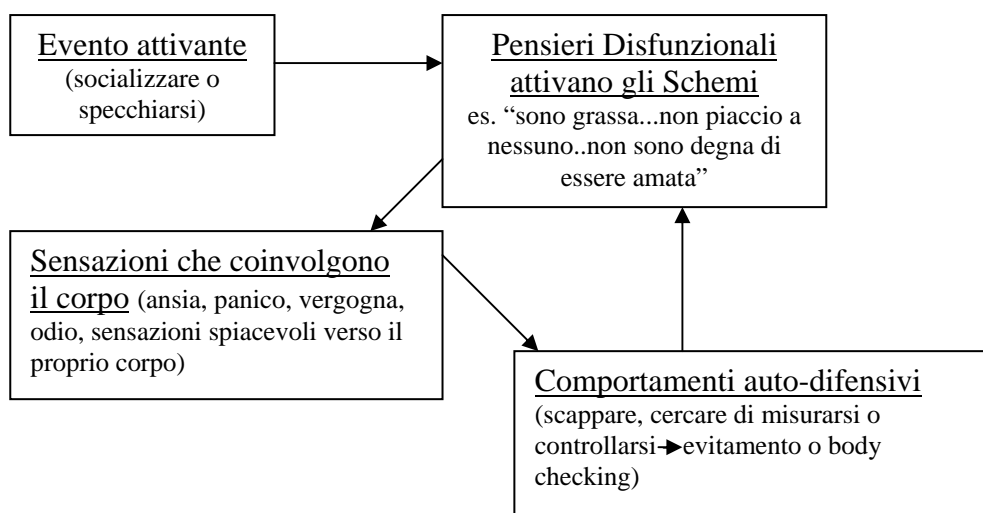 Evento attivante
(socializzare o
specchiarsi)
Pensieri Disfunzionali
attivano gli Schemi
es. “sono grassa...non piaccio a
nessuno..non sono degna di
essere amata”
Sensazioni che coinvolgono
il corpo (ansia, panico, vergogna,
odio, sensazioni spiacevoli verso il
proprio corpo)
Comportamenti auto-difensivi
(scappare, cercare di misurarsi o
controllarsi→evitamento o body
checking)